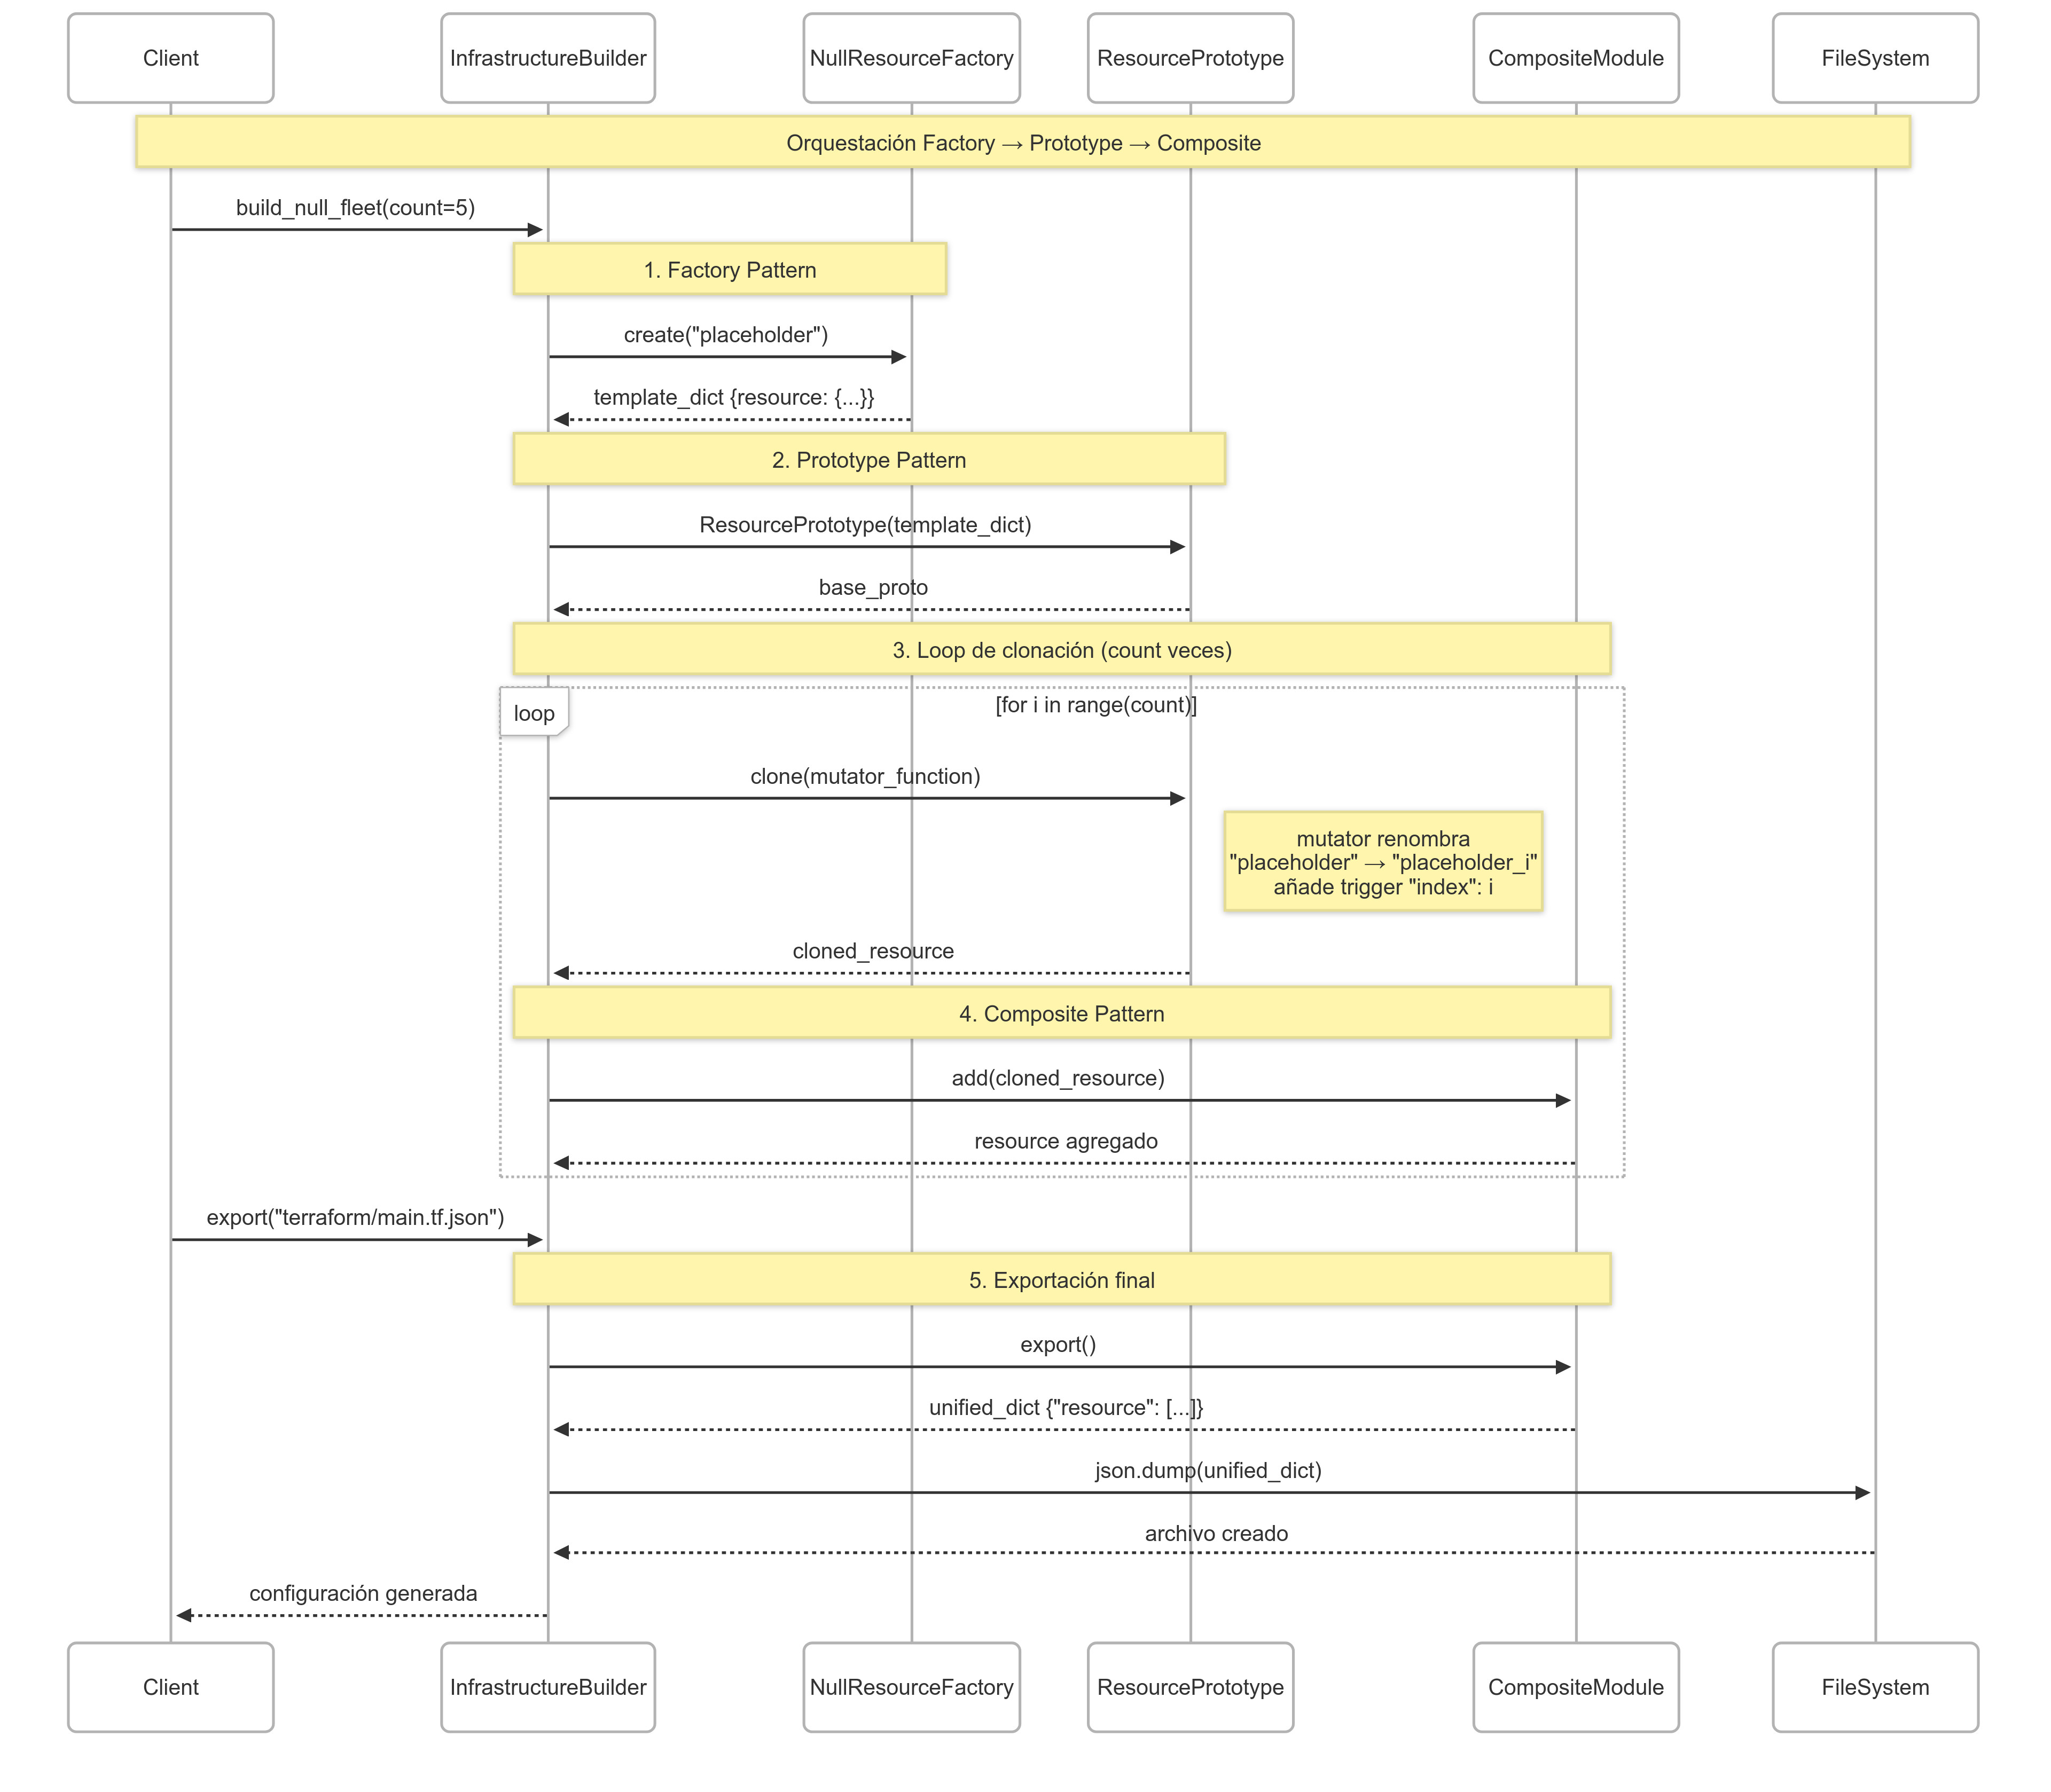 Client
InfrastructureBuilder
NullResourceFactory
ResourcePrototype
CompositeModule
FileSystem
Orquestación Factory → Prototype → Composite
build_null_fleet(count=5)
1. Factory Pattern
create("placeholder")
template_dict {resource: {...}}
2. Prototype Pattern
ResourcePrototype(template_dict)
base_proto
3. Loop de clonación (count veces)
loop
[for i in range(count)]
clone(mutator_function)
mutator renombra
"placeholder" → "placeholder_i"
añade trigger "index": i
cloned_resource
4. Composite Pattern
add(cloned_resource)
resource agregado
export("terraform/main.tf.json")
5. Exportación final
export()
unified_dict {"resource": [...]}
json.dump(unified_dict)
archivo creado
configuración generada
Client
InfrastructureBuilder
NullResourceFactory
ResourcePrototype
CompositeModule
FileSystem